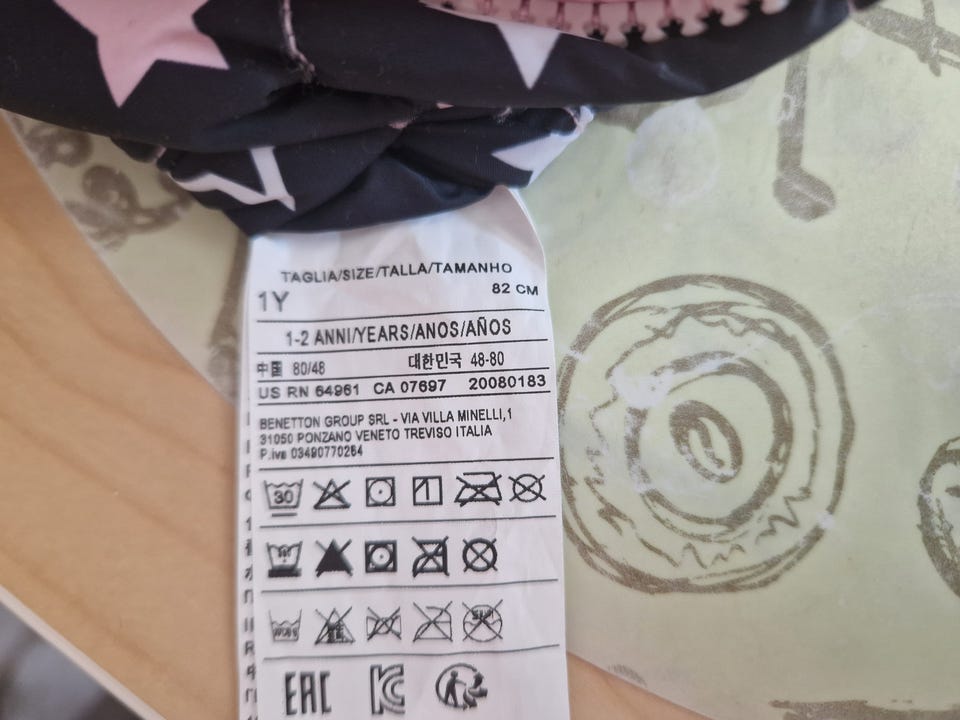 TAGLIA/SIZE/TALLA/TAMANHO
1Y 82 CM
1-2 ANNI/YEARS/ANOS/AÑOS
中国 80/48 대한민국 48-80
US RN 64961 CA 07697 20080183
BENETTON GROUP SRL - VIA VILLA MINELLI,1
31050 PONZANO VENETO TREVISO ITALIA
P.iva 03490770264
30
EAC